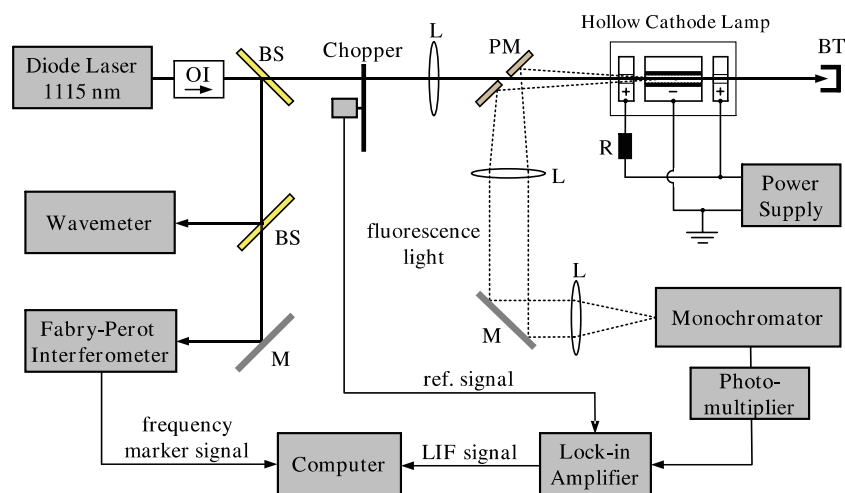 Hollow Cathode Lamp
L
BS
Chopper
PM
BT
Diode Laser
1115 nm
OI
+
−
+
R
L
Power
Supply
Wavemeter
BS
fluorescence
light
L
Fabry-Perot
Interferometer
M
M
Monochromator
ref. signal
Photo-
multiplier
frequency
marker signal
Computer
LIF signal
Lock-in
Amplifier